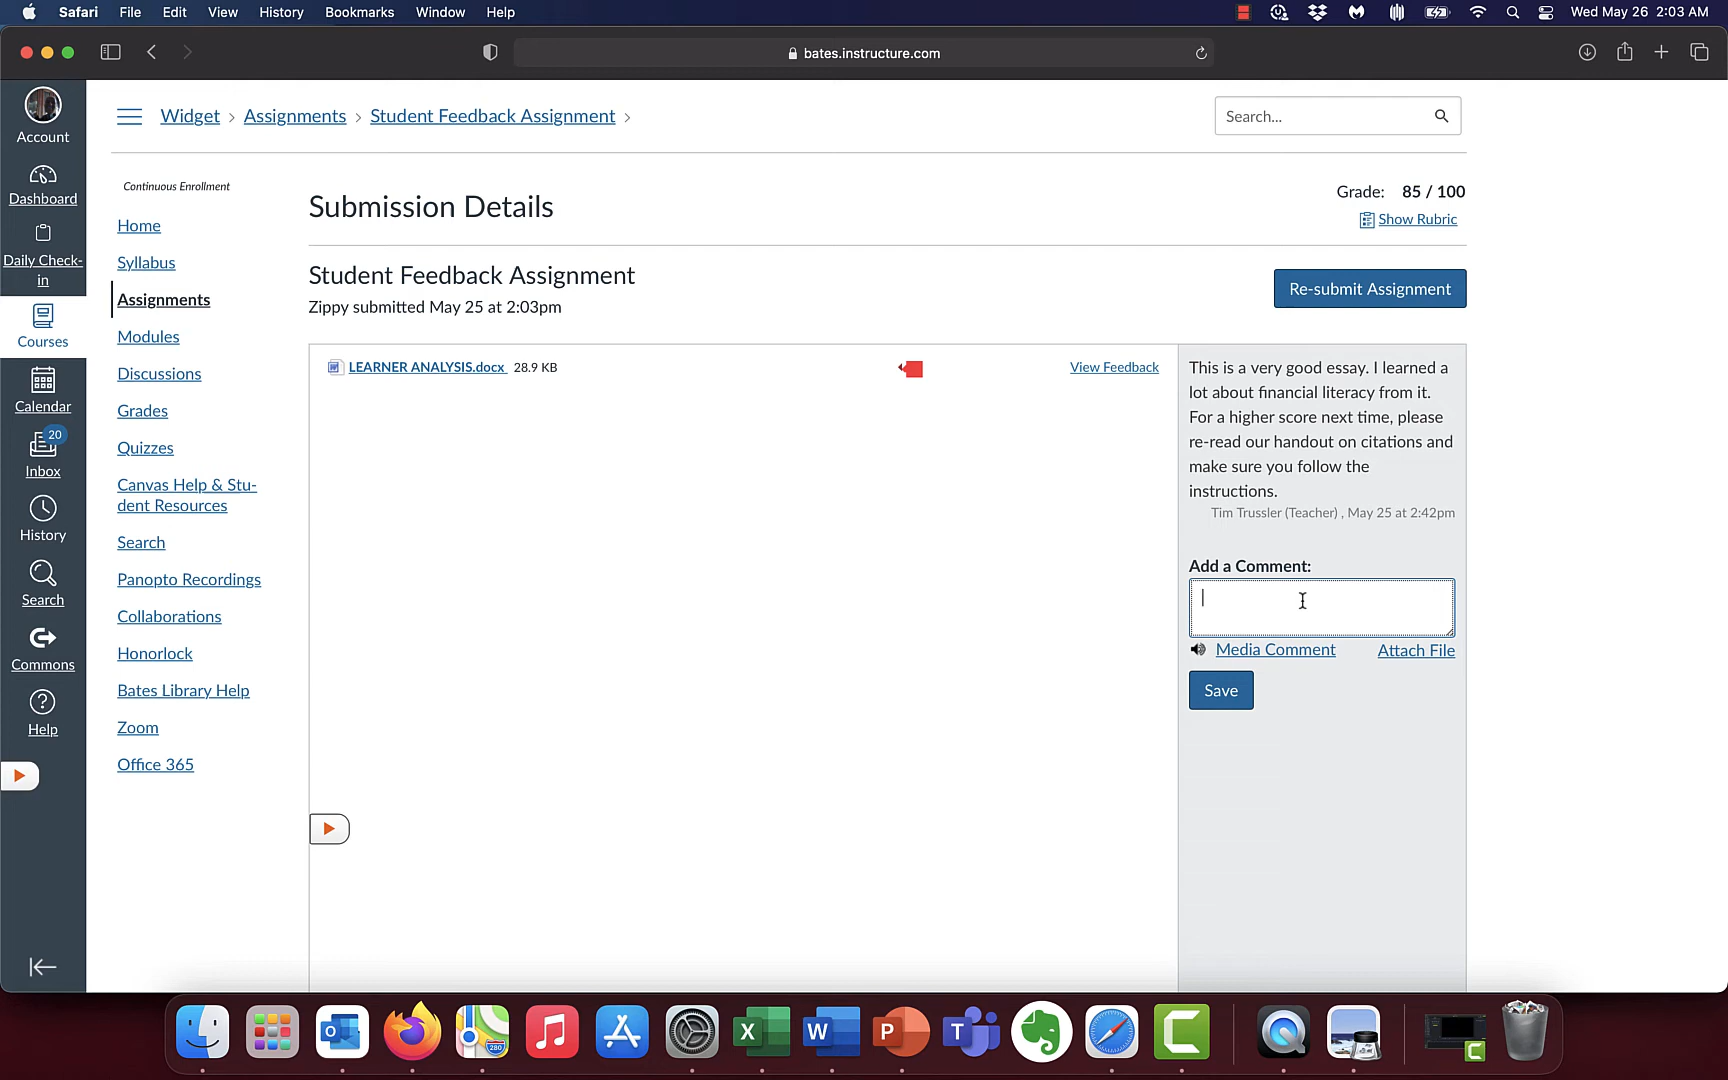 Safari File Edit View History Bookmarks Window Help Wed May 26 2:03 AM
bates.instructure.com
Account
Dashboard
Daily Check-
in
Courses
Calendar
20
Inbox
History
Search
Commons
Help
Widget > Assignments > Student Feedback Assignment >
Search...
Continuous Enrollment
Home
Syllabus
Assignments
Modules
Discussions
Grades
Quizzes
Canvas Help & Stu-
dent Resources
Search
Panopto Recordings
Collaborations
Honorlock
Bates Library Help
Zoom
Office 365
Submission Details
Grade: 85 / 100
Show Rubric
Student Feedback Assignment
Zippy submitted May 25 at 2:03pm
Re-submit Assignment
LEARNER ANALYSIS.docx 28.9 KB
View Feedback
This is a very good essay. I learned a
lot about financial literacy from it.
For a higher score next time, please
re-read our handout on citations and
make sure you follow the
instructions.
Tim Trussler (Teacher) , May 25 at 2:42pm
Add a Comment:
Media Comment Attach File
Save
O 280 X W P T C C